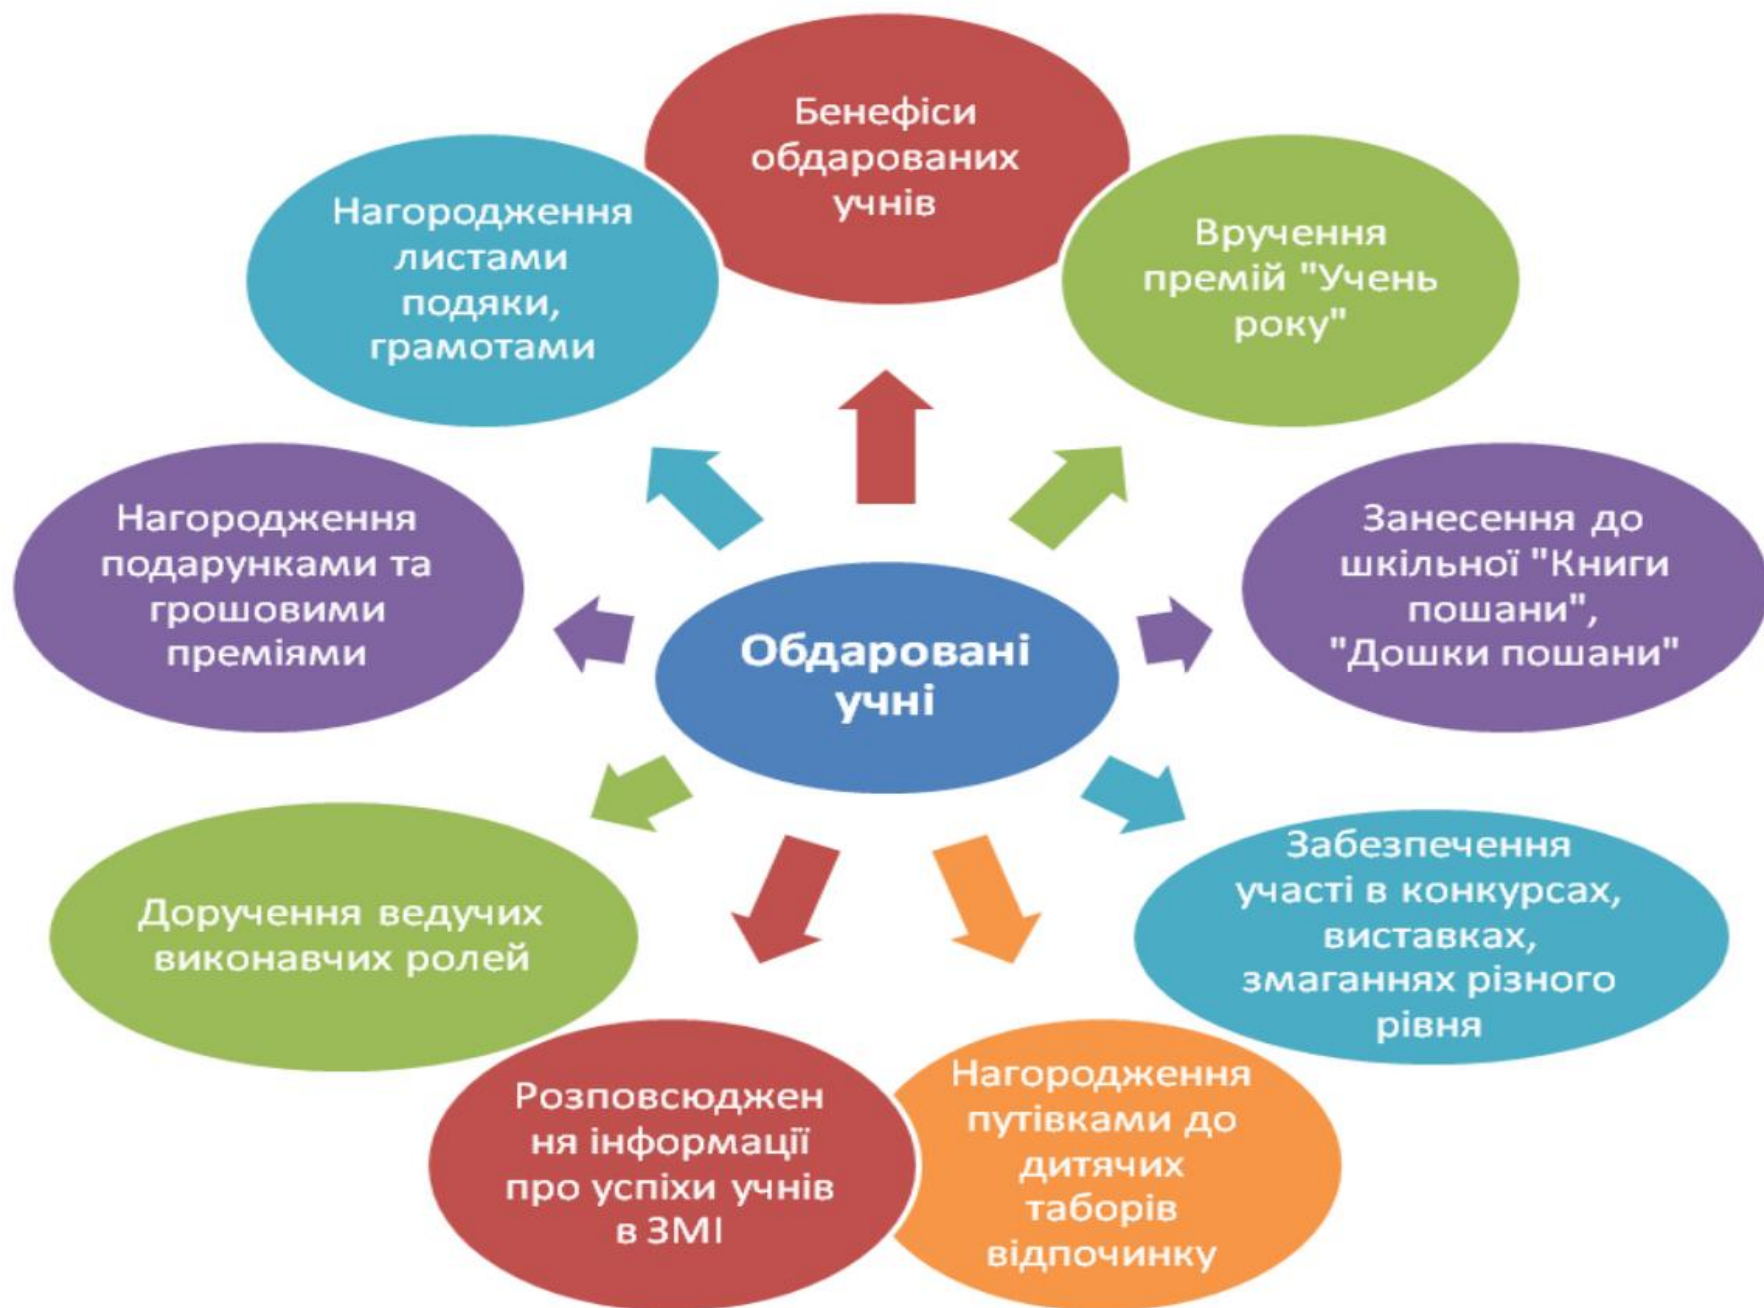 Бенефіси
обдарованих
учнів
Вручення
премій "Учень
року"
Занесення до
шкільної "Книги
пошани",
"Дошки пошани"
Забезпечення
участі в конкурсах,
виставках,
змаганнях різного
рівня
Нагородження
путівками до
дитячих
таборів
відпочинку
Розповсюджен
ня інформації
про успіхи учнів
в ЗМІ
Доручення ведучих
виконавчих ролей
Нагородження
подарунками та
грошовими
преміями
Нагородження
листами
подяки,
грамотами
Обдаровані
учні